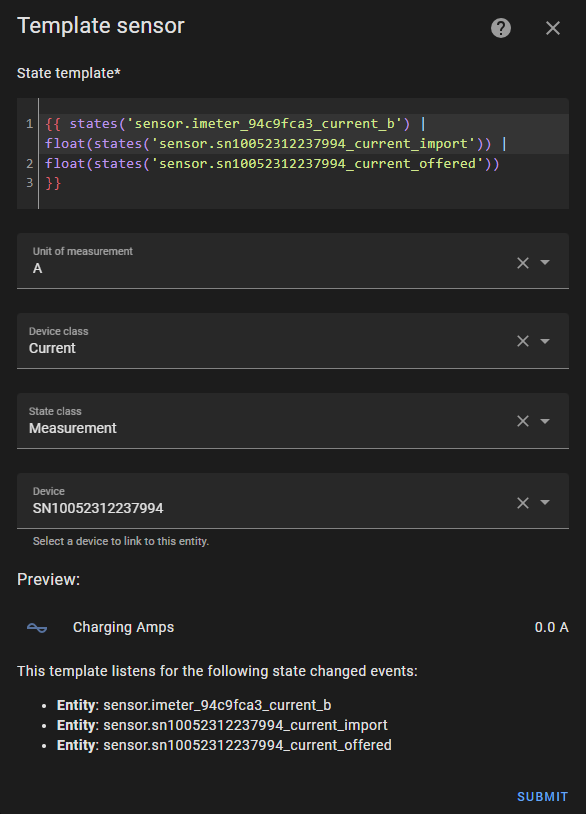 Template sensor
State template*
1 {{ states('sensor.imeter_94c9fca3_current_b') |
float(states('sensor.sn10052312237994_current_import')) |
2 float(states('sensor.sn10052312237994_current_offered'))
3 }}
Unit of measurement
A
Device class
Current
State class
Measurement
Device
SN10052312237994
Select a device to link to this entity.
Preview:
Charging Amps 0.0 A
This template listens for the following state changed events:
• Entity: sensor.imeter_94c9fca3_current_b
• Entity: sensor.sn10052312237994_current_import
• Entity: sensor.sn10052312237994_current_offered
SUBMIT